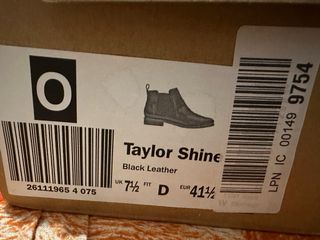 O
Taylor Shine
Black Leather
UK 7½ FIT D EUR 41½
26111965 4 075
LPN IC 00149 9754